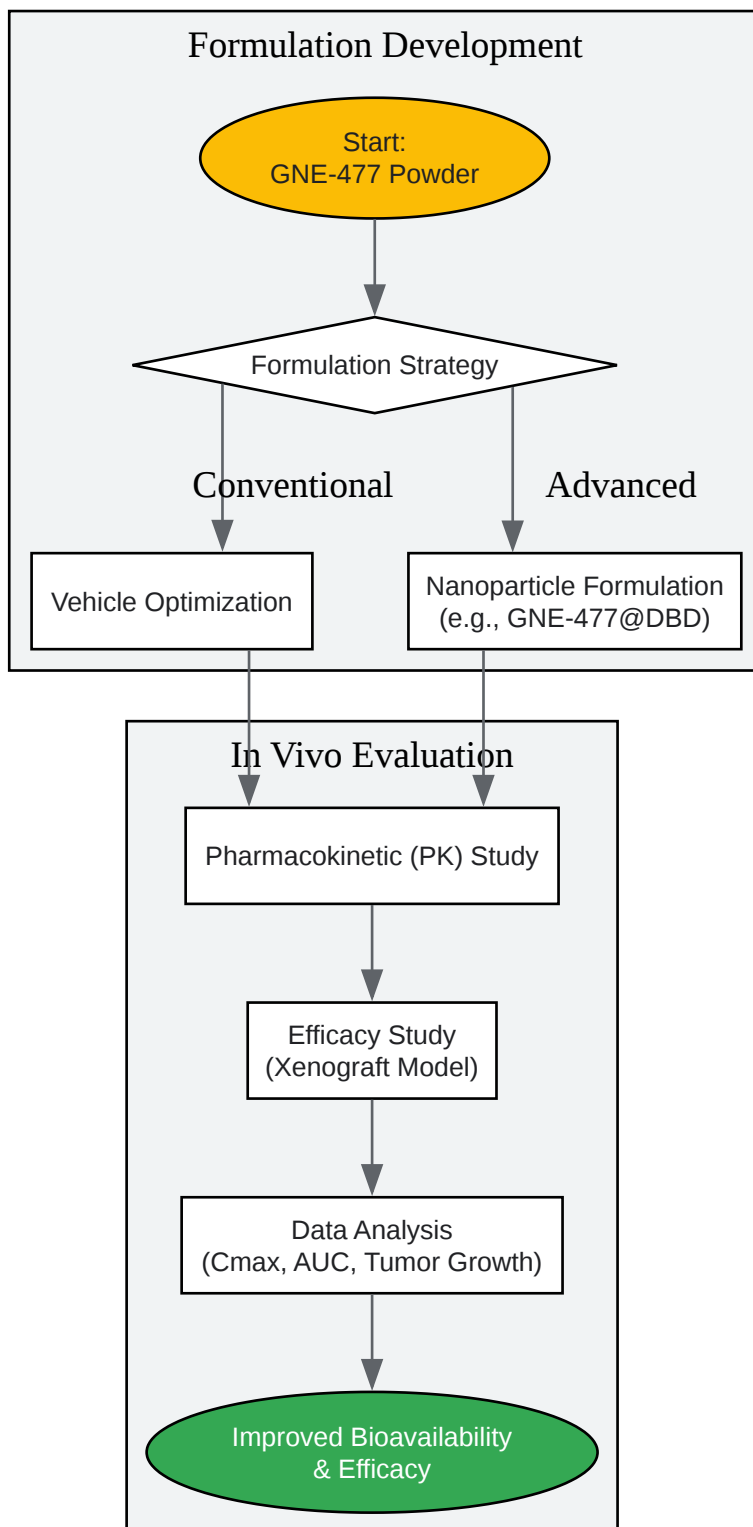 Formulation Development
Start:
GNE-477 Powder
Formulation Strategy
Conventional
Advanced
Vehicle Optimization
Nanoparticle Formulation
(e.g., GNE-477@DBD)
In Vivo Evaluation
Pharmacokinetic (PK) Study
Efficacy Study
(Xenograft Model)
Data Analysis
(Cmax, AUC, Tumor Growth)
Improved Bioavailability
& Efficacy